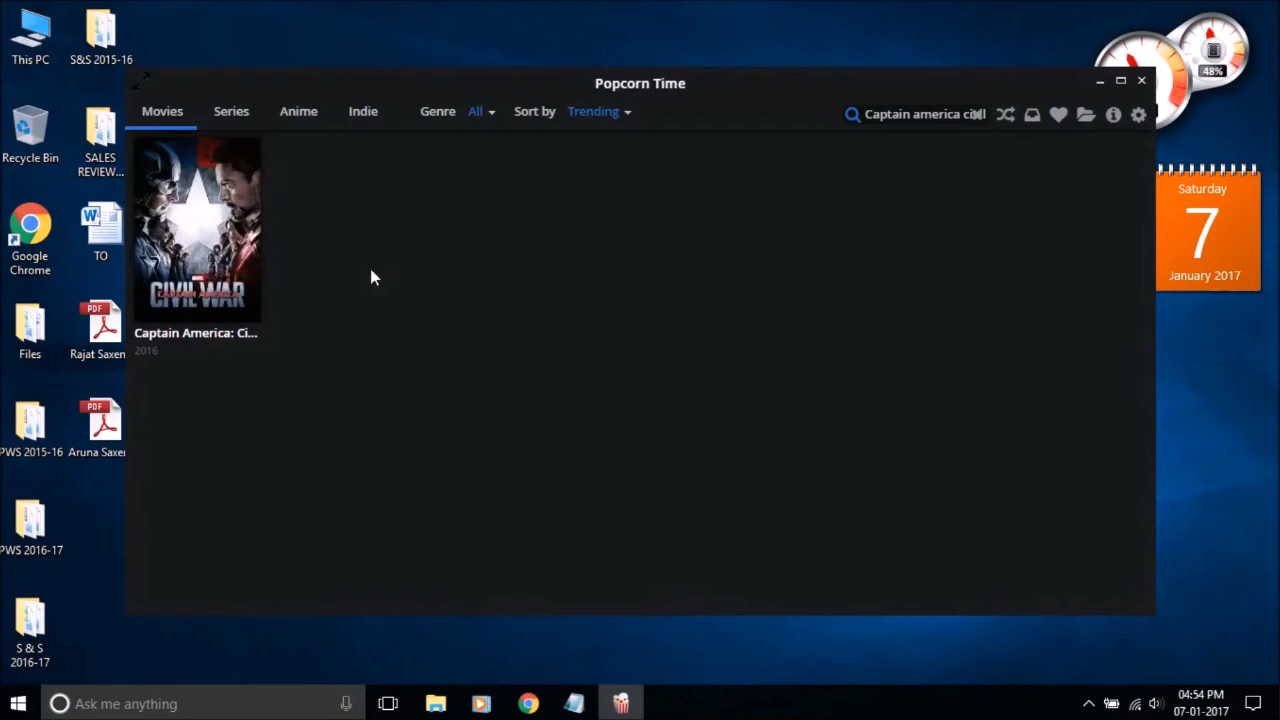 This PC
S&S 2015-16
Recycle Bin
SALES
REVIEW...
Google
Chrome
TO
Files
Rajat Saxen
PWS 2015-16
Aruna Saxen
PWS 2016-17
S & S
2016-17
Popcorn Time
Movies
Series
Anime
Indie
Genre
All
Sort by
Trending
Captain america
CIVIL WAR
Captain America: Ci...
2016
48%
Saturday
7
January 2017
Ask me anything
04:54 PM
07-01-2017